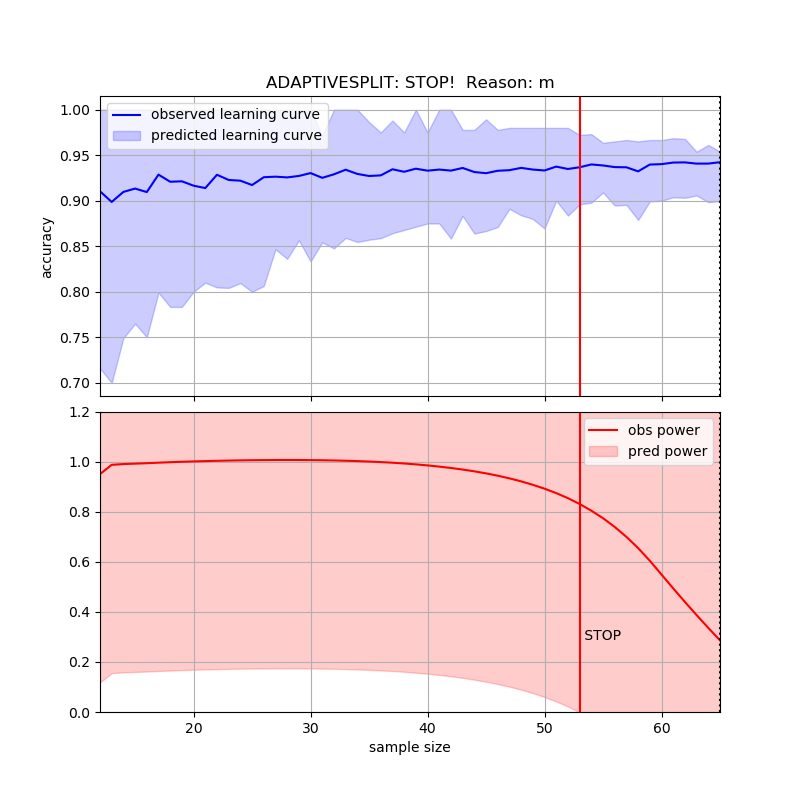 ADAPTIVESPLIT: STOP!  Reason: m
observed learning curve
predicted learning curve
1.00
0.95
0.90
0.85
0.80
0.75
0.70
accuracy
obs power
pred power
1.2
1.0
0.8
0.6
0.4
0.2
0.0
STOP
20 30 40 50 60
sample size